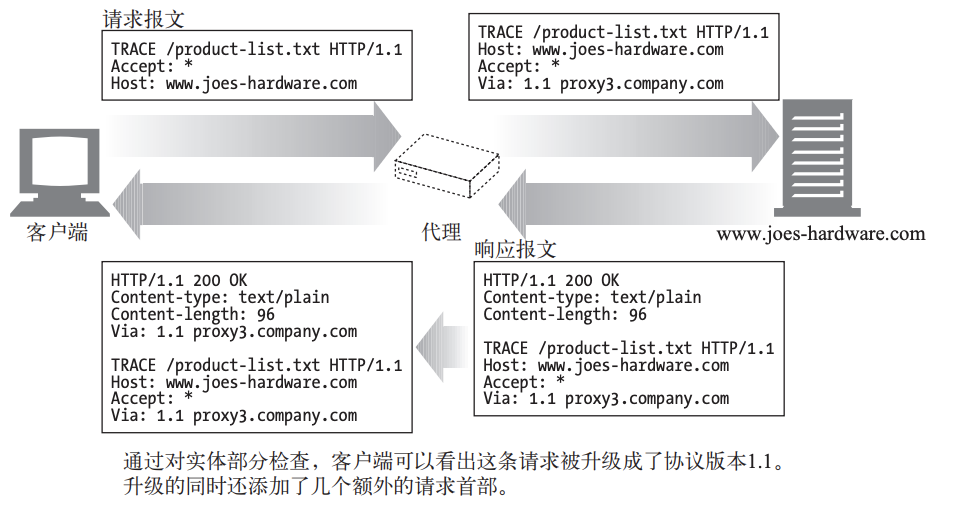 请求报文
TRACE /product-list.txt HTTP/1.1
Accept: *
Host: www.joes-hardware.com
TRACE /product-list.txt HTTP/1.1
Host: www.joes-hardware.com
Accept: *
Via: 1.1 proxy3.company.com
客户端
代理
www.joes-hardware.com
响应报文
HTTP/1.1 200 OK
Content-type: text/plain
Content-length: 96
Via: 1.1 proxy3.company.com
TRACE /product-list.txt HTTP/1.1
Host: www.joes-hardware.com
Accept: *
Via: 1.1 proxy3.company.com
HTTP/1.1 200 OK
Content-type: text/plain
Content-length: 96
TRACE /product-list.txt HTTP/1.1
Host: www.joes-hardware.com
Accept: *
Via: 1.1 proxy3.company.com
通过对实体部分检查，客户端可以看出这条请求被升级成了协议版本1.1。
升级的同时还添加了几个额外的请求首部。